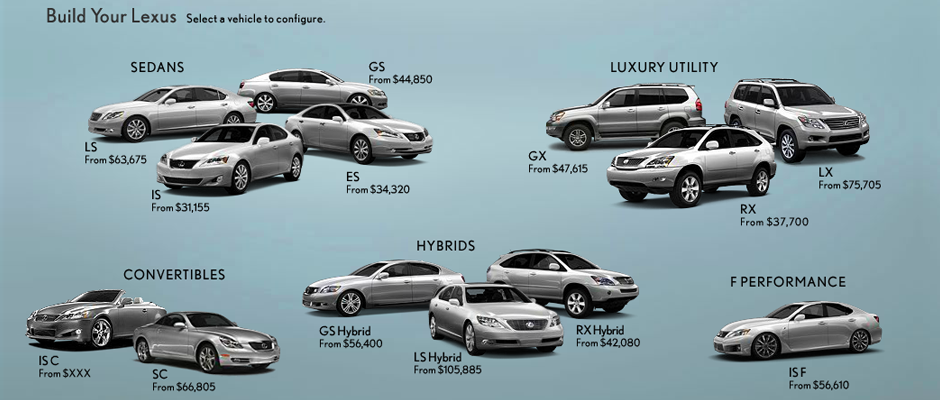 Build Your Lexus Select a vehicle to configure.
SEDANS
GS
From $44,850
LS
From $63,675
IS
From $31,155
ES
From $34,320
LUXURY UTILITY
GX
From $47,615
LX
From $75,705
RX
From $37,700
CONVERTIBLES
IS C
From $XXX
SC
From $66,805
HYBRIDS
GS Hybrid
From $56,400
LS Hybrid
From $105,885
RX Hybrid
From $42,080
F PERFORMANCE
IS F
From $56,610